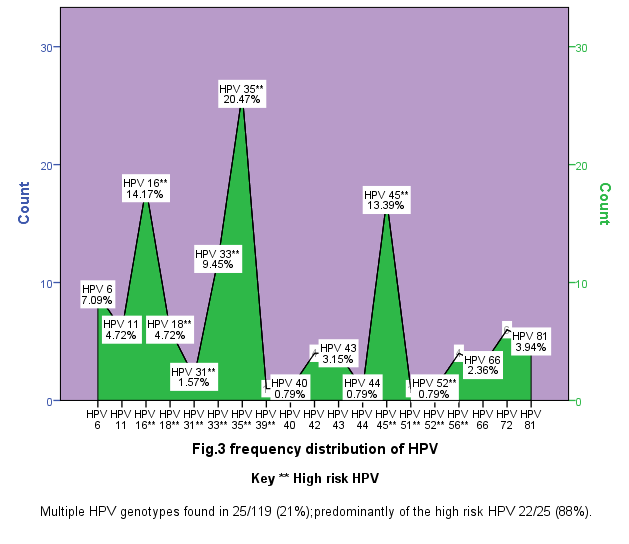 30
30
HPV 35**
20.47%
20
20
HPV 16**
14.17%
HPV 45**
13.39%
Count
Count
HPV 33**
9.45%
10
10
HPV 6
7.09%
HPV 11
4.72%
HPV 18**
4.72%
HPV 31**
1.57%
HPV 40
0.79%
HPV 43
3.15%
HPV 44
0.79%
HPV 52**
0.79%
HPV 66
2.36%
HPV 81
3.94%
0
0
HPV HPV HPV HPV HPV HPV HPV HPV HPV HPV HPV HPV HPV HPV HPV HPV HPV HPV HPV
6 11 16** 18** 31** 33** 35** 39** 40 42 43 44 45** 51** 52** 56** 66 72 81
Fig.3 frequency distribution of HPV
Key ** High risk HPV
Multiple HPV genotypes found in 25/119 (21%);predominantly of the high risk HPV 22/25 (88%).